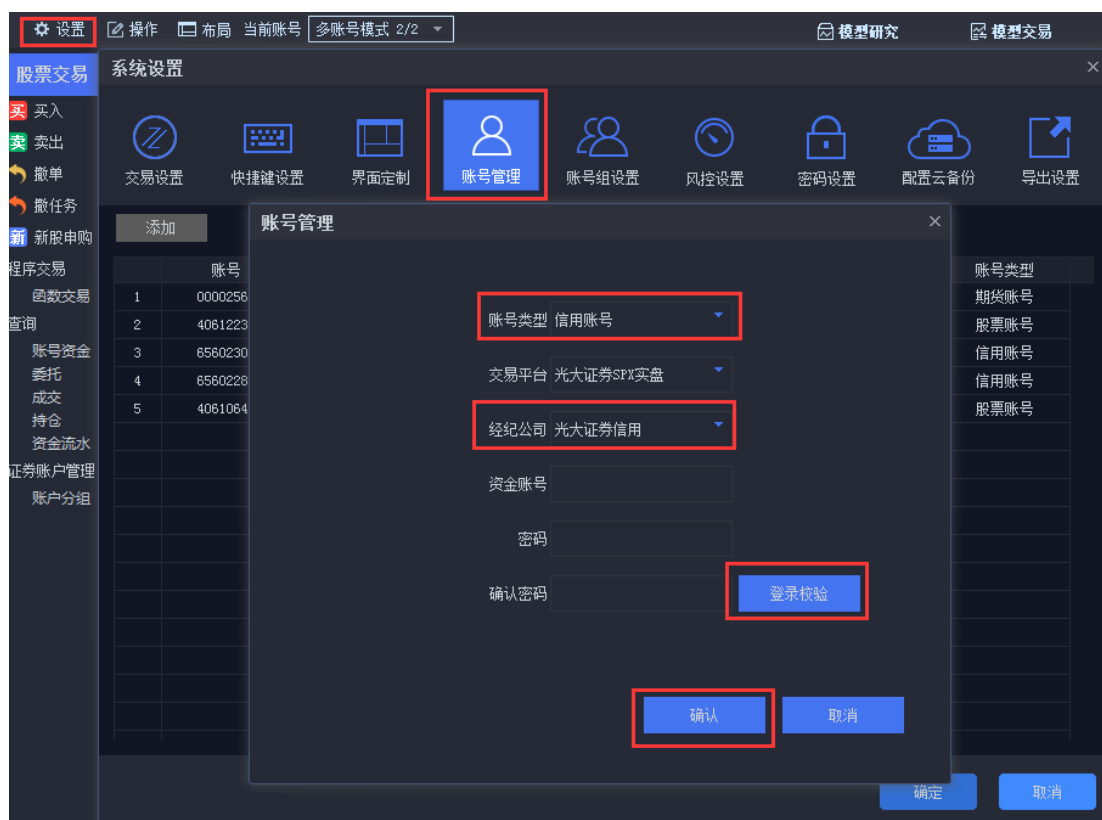 设置 操作 布局 当前账号 多账号模式 2/2 模型研究 模型交易
股票交易 系统设置
买 买入
卖 卖出
撤单
撤任务
新 新股申购
程序交易
函数交易
查询
账号资金
委托
成交
持仓
资金流水
证券账户管理
账户分组
交易设置 快捷键设置 界面定制 账号管理 账号组设置 风控设置 密码设置 配置云备份 导出设置
添加
账号 账号类型
1 0000256 期货账号
2 4061223 股票账号
3 6560230 信用账号
4 6560228 信用账号
5 4061064 股票账号
账号管理
账号类型 信用账号
交易平台 光大证券SPX实盘
经纪公司 光大证券信用
资金账号
密码
确认密码 登录校验
确认 取消
确定 取消